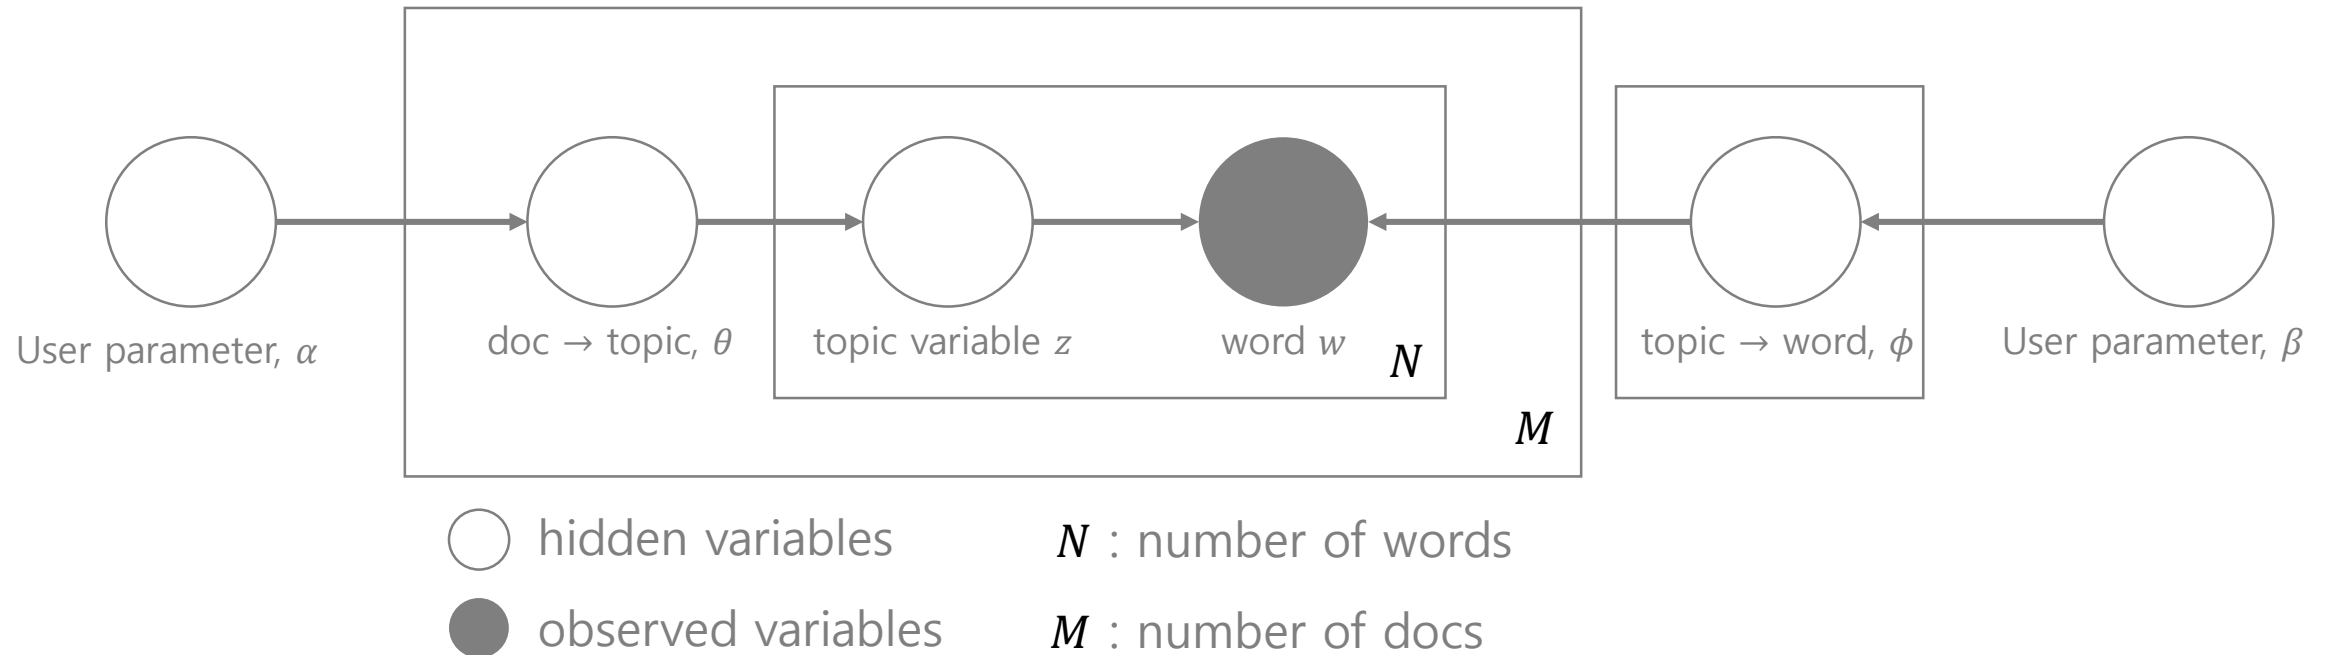 User parameter, α
doc → topic, θ
topic variable z
word w
N
M
topic → word, ϕ
User parameter, β
hidden variables
N : number of words
observed variables
M : number of docs